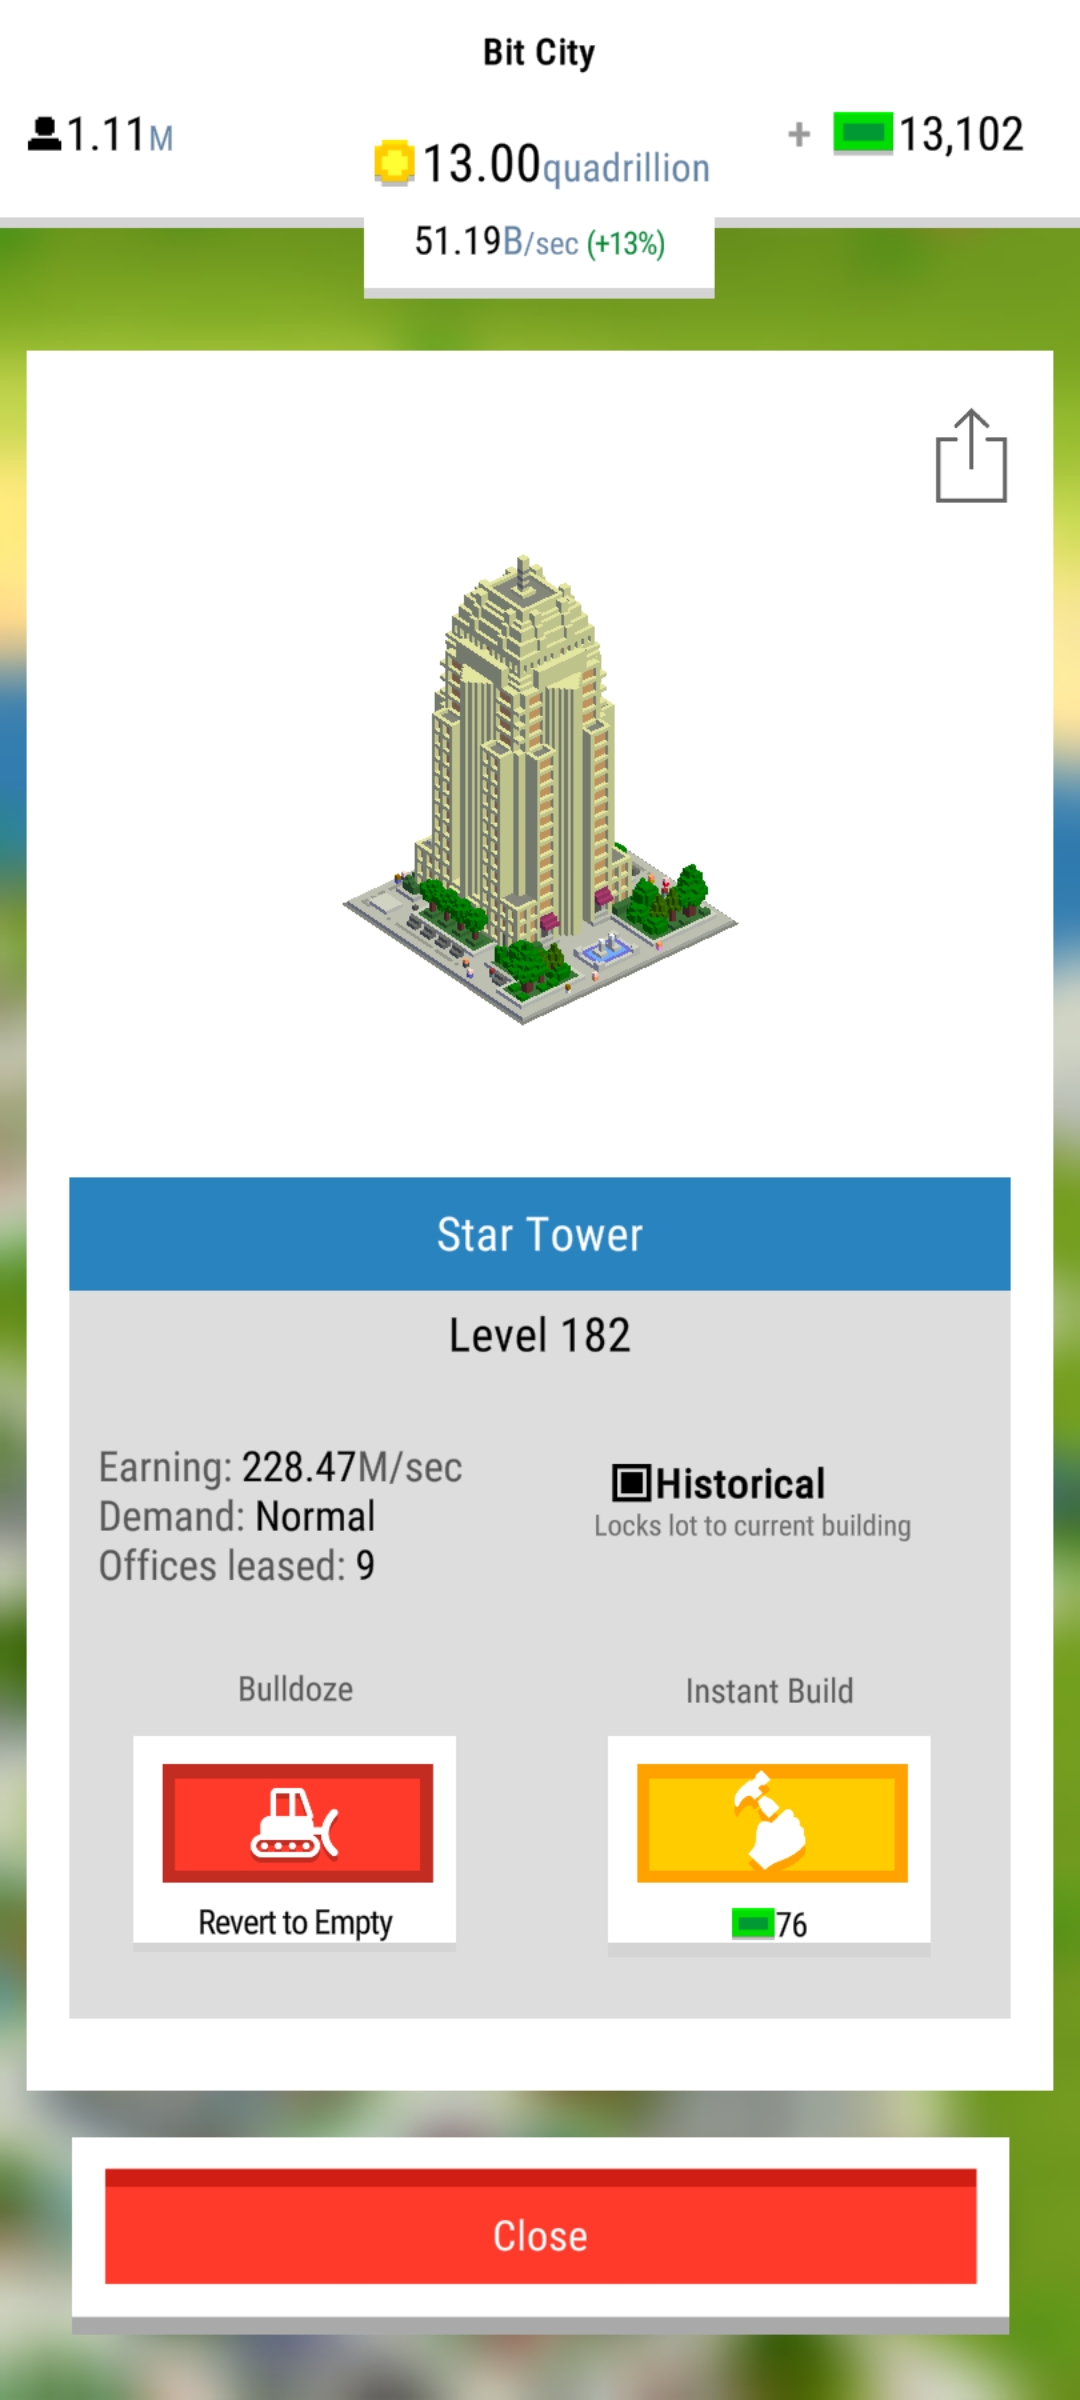 Bit City
1.11M
13.00quadrillion
+ 13,102
51.19B/sec (+13%)
Star Tower
Level 182
Earning: 228.47M/sec
Demand: Normal
Offices leased: 9
Historical
Locks lot to current building
Bulldoze
Revert to Empty
Instant Build
76
Close